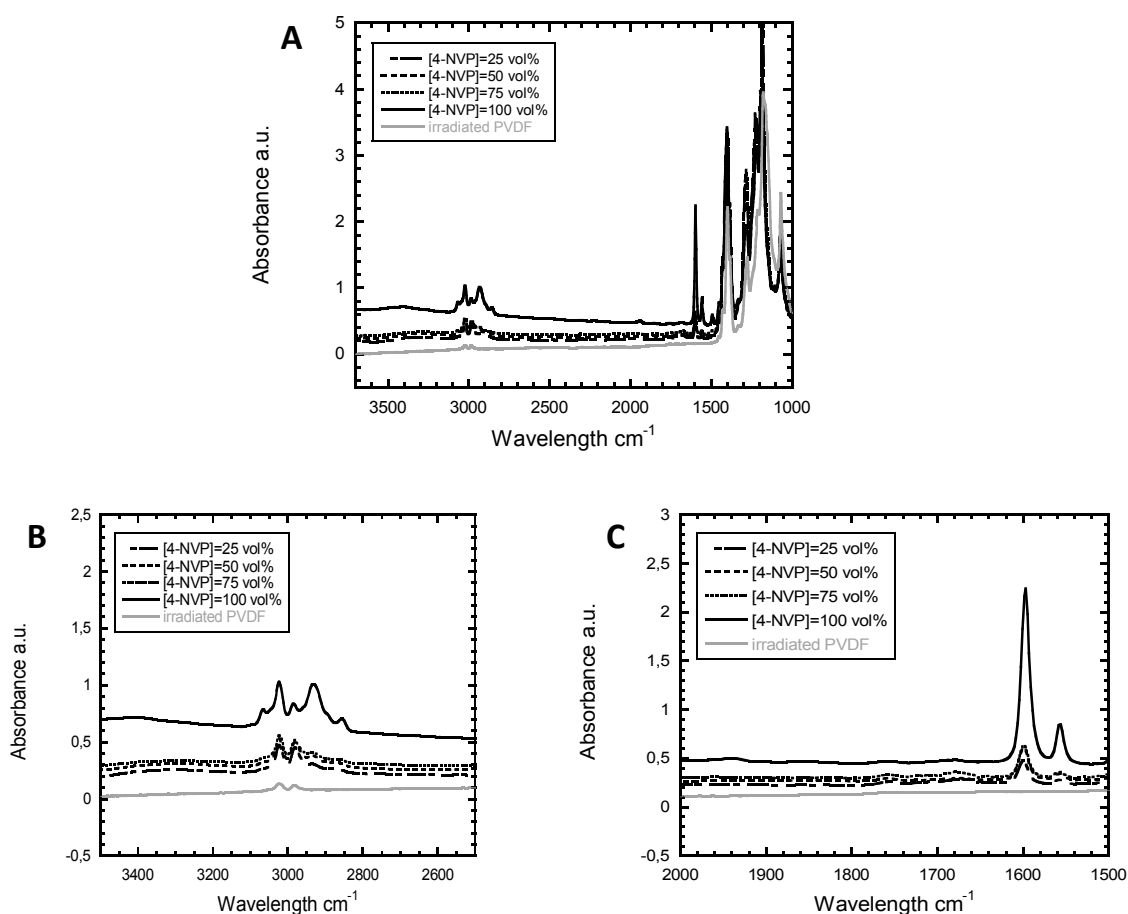 A
5
4
3
2
1
0
Absorbance a.u.
[4-NVP]=25 vol%
[4-NVP]=50 vol%
[4-NVP]=75 vol%
[4-NVP]=100 vol%
irradiated PVDF
3500 3000 2500 2000 1500 1000
Wavelength cm-1
B
2,5
2
1,5
1
0,5
0
-0,5
Absorbance a.u.
[4-NVP]=25 vol%
[4-NVP]=50 vol%
[4-NVP]=75 vol%
[4-NVP]=100 vol%
irradiated PVDF
3400 3200 3000 2800 2600
Wavelength cm-1
C
3
2,5
2
1,5
1
0,5
0
-0,5
Absorbance a.u.
[4-NVP]=25 vol%
[4-NVP]=50 vol%
[4-NVP]=75 vol%
[4-NVP]=100 vol%
irradiated PVDF
2000 1900 1800 1700 1600 1500
Wavelength cm-1